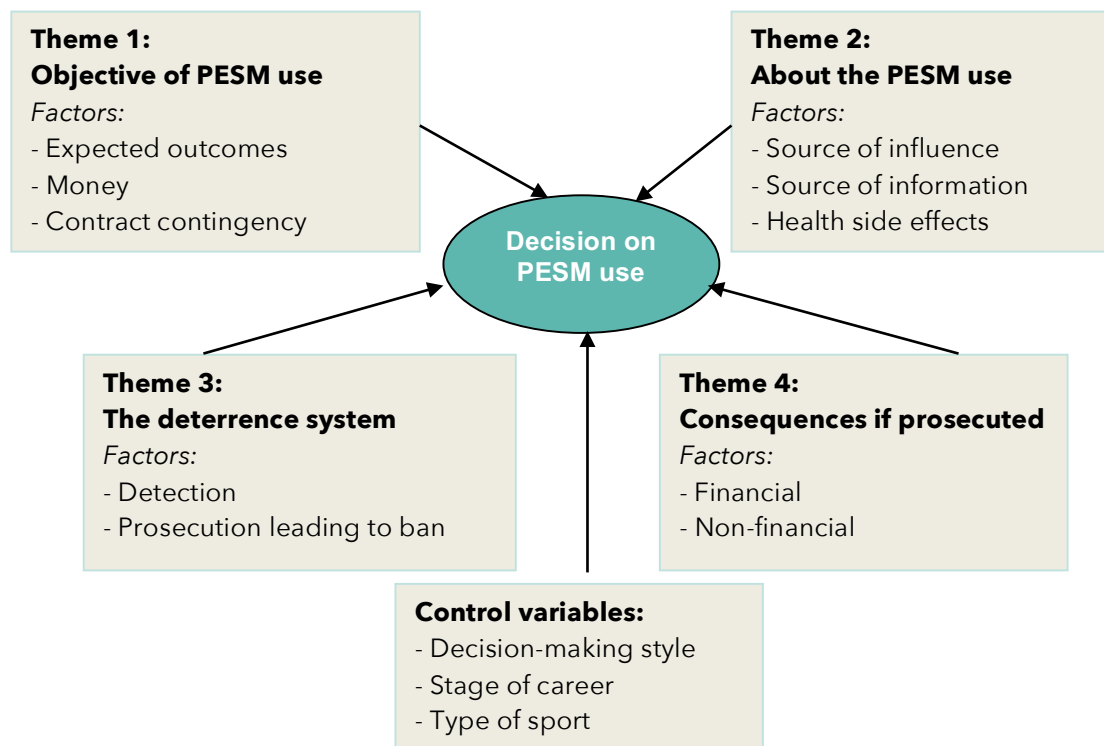 Theme 1:
Objective of PESM use
Factors:
- Expected outcomes
- Money
- Contract contingency
Theme 2:
About the PESM use
Factors:
- Source of influence
- Source of information
- Health side effects
Decision on
PESM use
Theme 3:
The deterrence system
Factors:
- Detection
- Prosecution leading to ban
Theme 4:
Consequences if prosecuted
Factors:
- Financial
- Non-financial
Control variables:
- Decision-making style
- Stage of career
- Type of sport